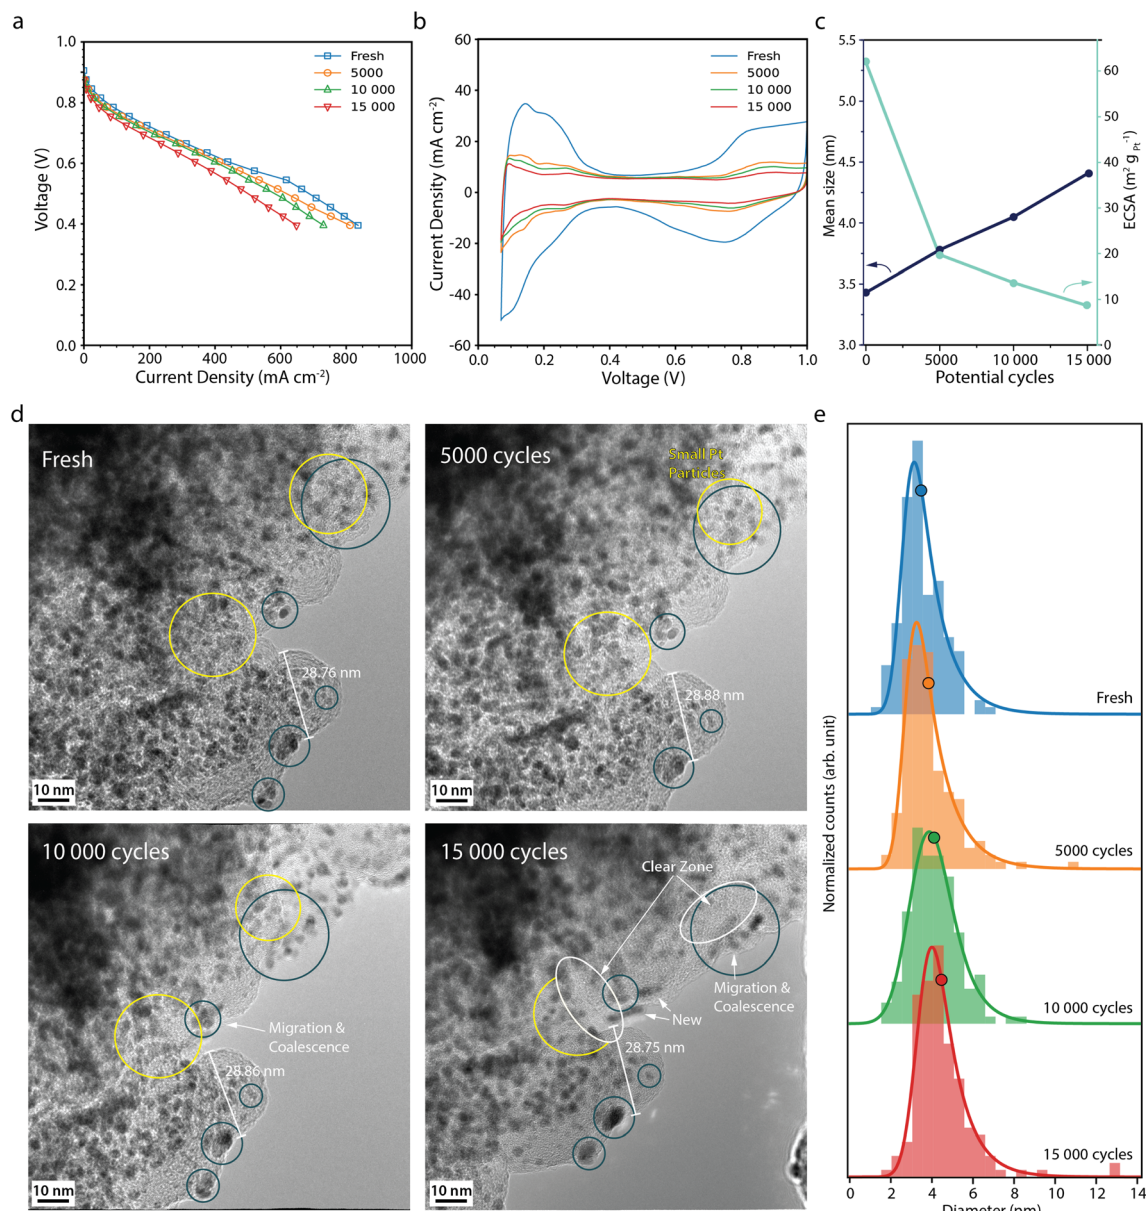 a
1.0
0.8
0.6
0.4
0.2
0.0
Voltage (V)
0
200
400
600
800
1000
Current Density (mA cm⁻²)
Fresh
5000
10 000
15 000
b
60
40
20
0
-20
-40
-60
Current Density (mA cm⁻²)
0.0
0.2
0.4
0.6
0.8
1.0
Voltage (V)
Fresh
5000
10 000
15 000
c
5.5
5.0
4.5
4.0
3.5
3.0
Mean size (nm)
60
50
40
30
20
10
0
ECSA (m² g Pt⁻¹)
0
5000
10 000
15 000
Potential cycles
d
Fresh
28.76 nm
10 nm
5000 cycles
Small Pt
Particles
28.88 nm
10 nm
10 000 cycles
Migration &
Coalescence
28.86 nm
10 nm
15 000 cycles
Clear Zone
Migration &
Coalescence
New
28.75 nm
10 nm
e
Normalized counts (arb. unit)
Fresh
5000 cycles
10 000 cycles
15 000 cycles
0
2
4
6
8
10
12
14
Diameter (nm)